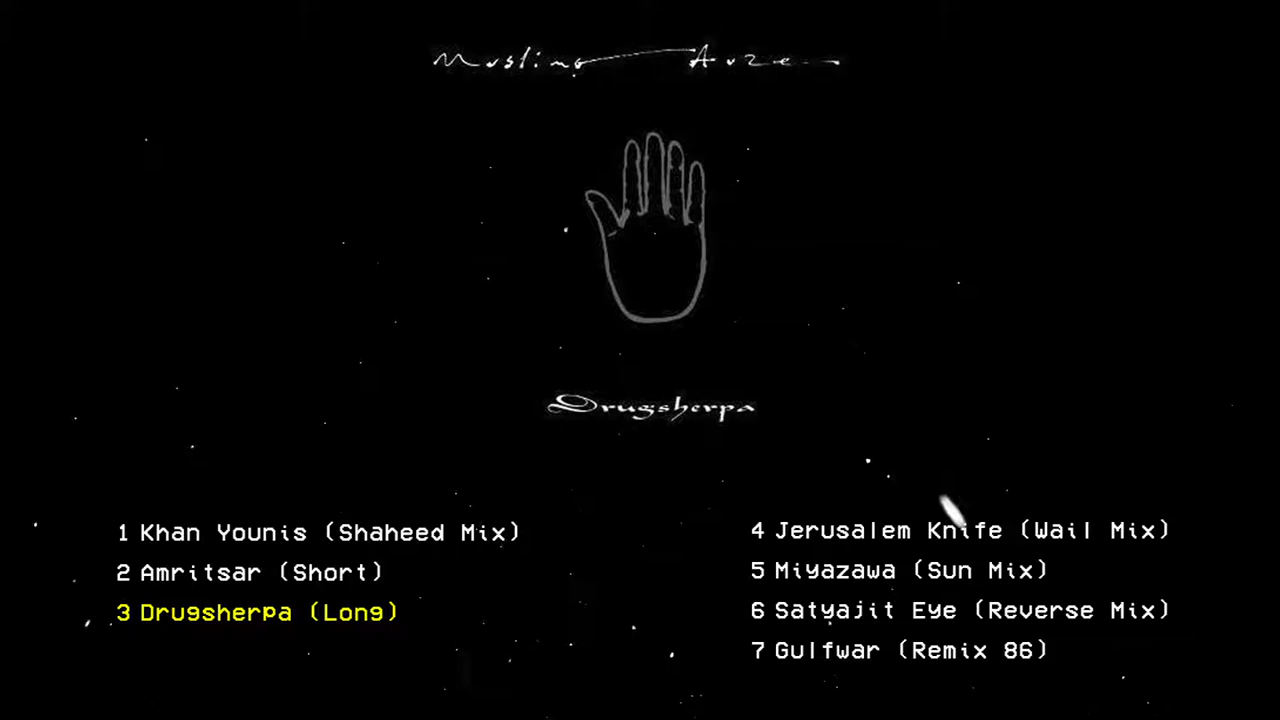 Muslimgauze
Drugsherpa
1 Khan Younis (Shaheed Mix)
2 Amritsar (Short)
3 Drugsherpa (Long)
4 Jerusalem Knife (Wail Mix)
5 Miyazawa (Sun Mix)
6 Satyajit Eye (Reverse Mix)
7 Gulfwar (Remix 86)